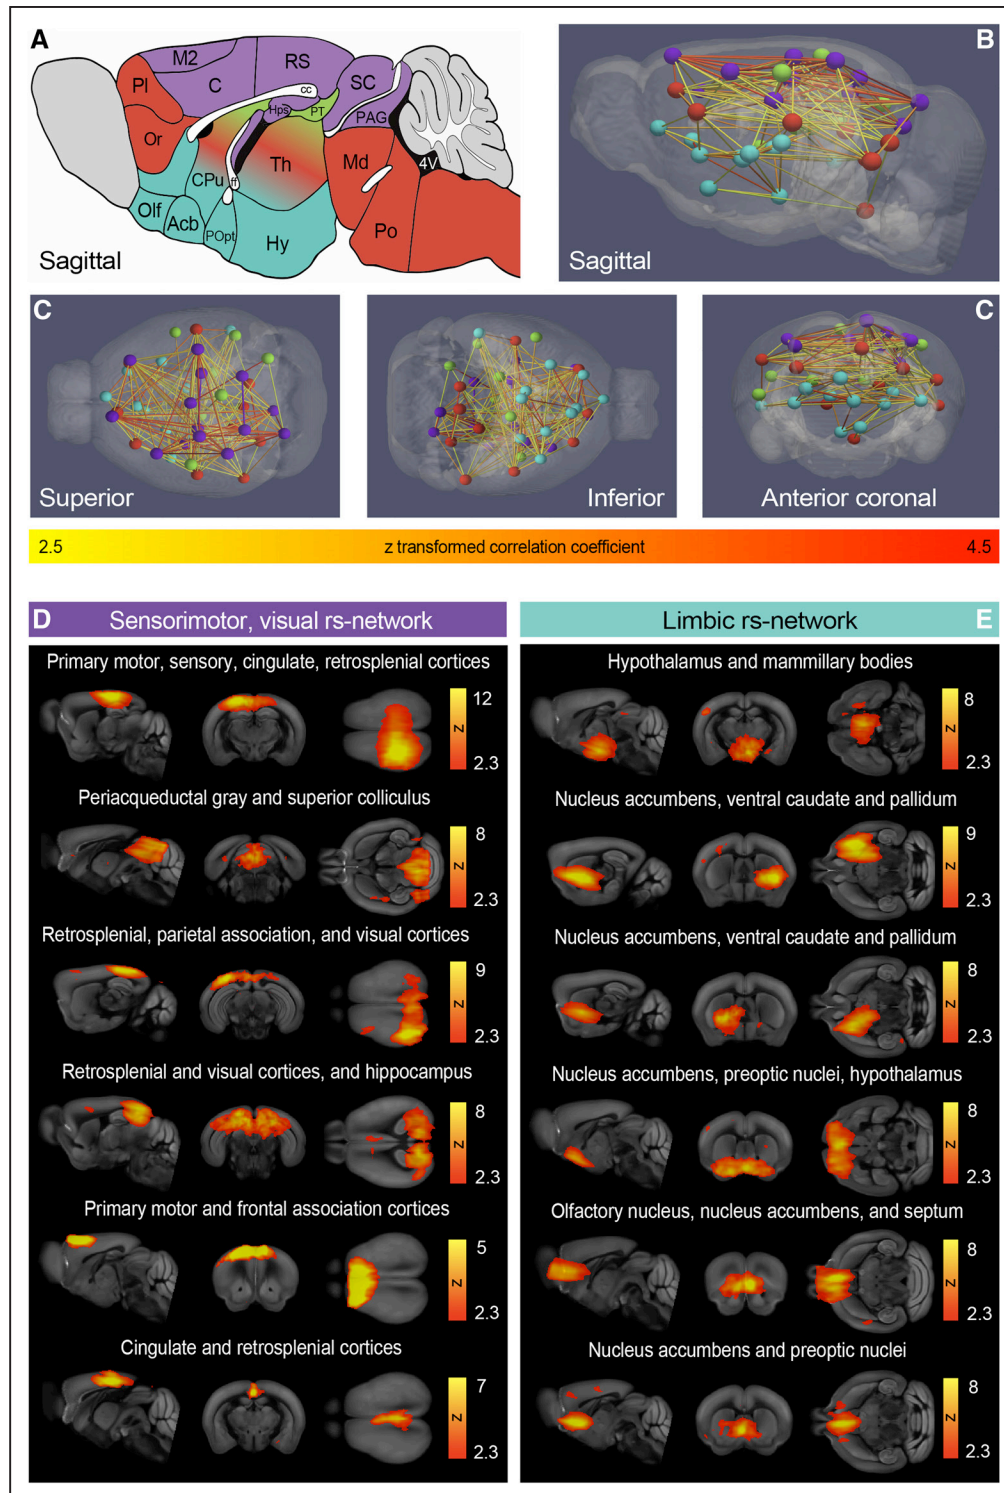 A
M2
RS
PI
C
cc
SC
Hps
PT
Or
PAG
Th
Md
4V
CPu
ff
Olf
Acb
POpt
Hy
Po
Sagittal
B
Sagittal
C
Superior
Inferior
C
Anterior coronal
2.5 z transformed correlation coefficient 4.5
D Sensorimotor, visual rs-network
Primary motor, sensory, cingulate, retrosplenial cortices
12
z
2.3
Periacqueductal gray and superior colliculus
8
z
2.3
Retrosplenial, parietal association, and visual cortices
9
z
2.3
Retrosplenial and visual cortices, and hippocampus
8
z
2.3
Primary motor and frontal association cortices
5
z
2.3
Cingulate and retrosplenial cortices
7
z
2.3
Limbic rs-network E
Hypothalamus and mammillary bodies
8
z
2.3
Nucleus accumbens, ventral caudate and pallidum
9
z
2.3
Nucleus accumbens, ventral caudate and pallidum
8
z
2.3
Nucleus accumbens, preoptic nuclei, hypothalamus
8
z
2.3
Olfactory nucleus, nucleus accumbens, and septum
8
z
2.3
Nucleus accumbens and preoptic nuclei
8
z
2.3